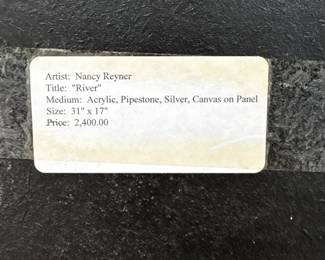 Artist: Nancy Reyner
Title: "River"
Medium: Acrylic, Pipestone, Silver, Canvas on Panel
Size: 31" x 17"
Price: 2,400.00